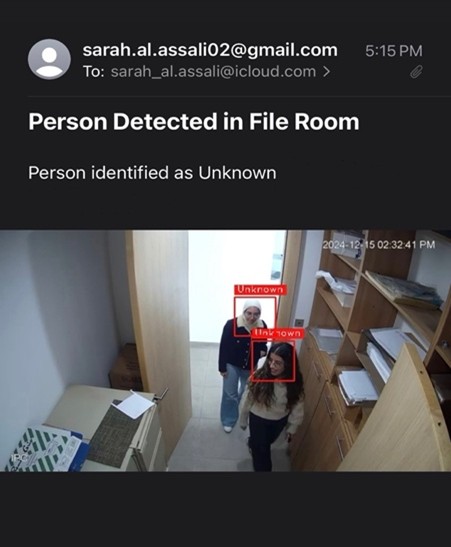 sarah.al.assali02@gmail.com 5:15 PM
To: sarah_al.assali@icloud.com >
Person Detected in File Room
Person identified as Unknown
2024-12-15 02:32:41 PM
Unknown
Unknown